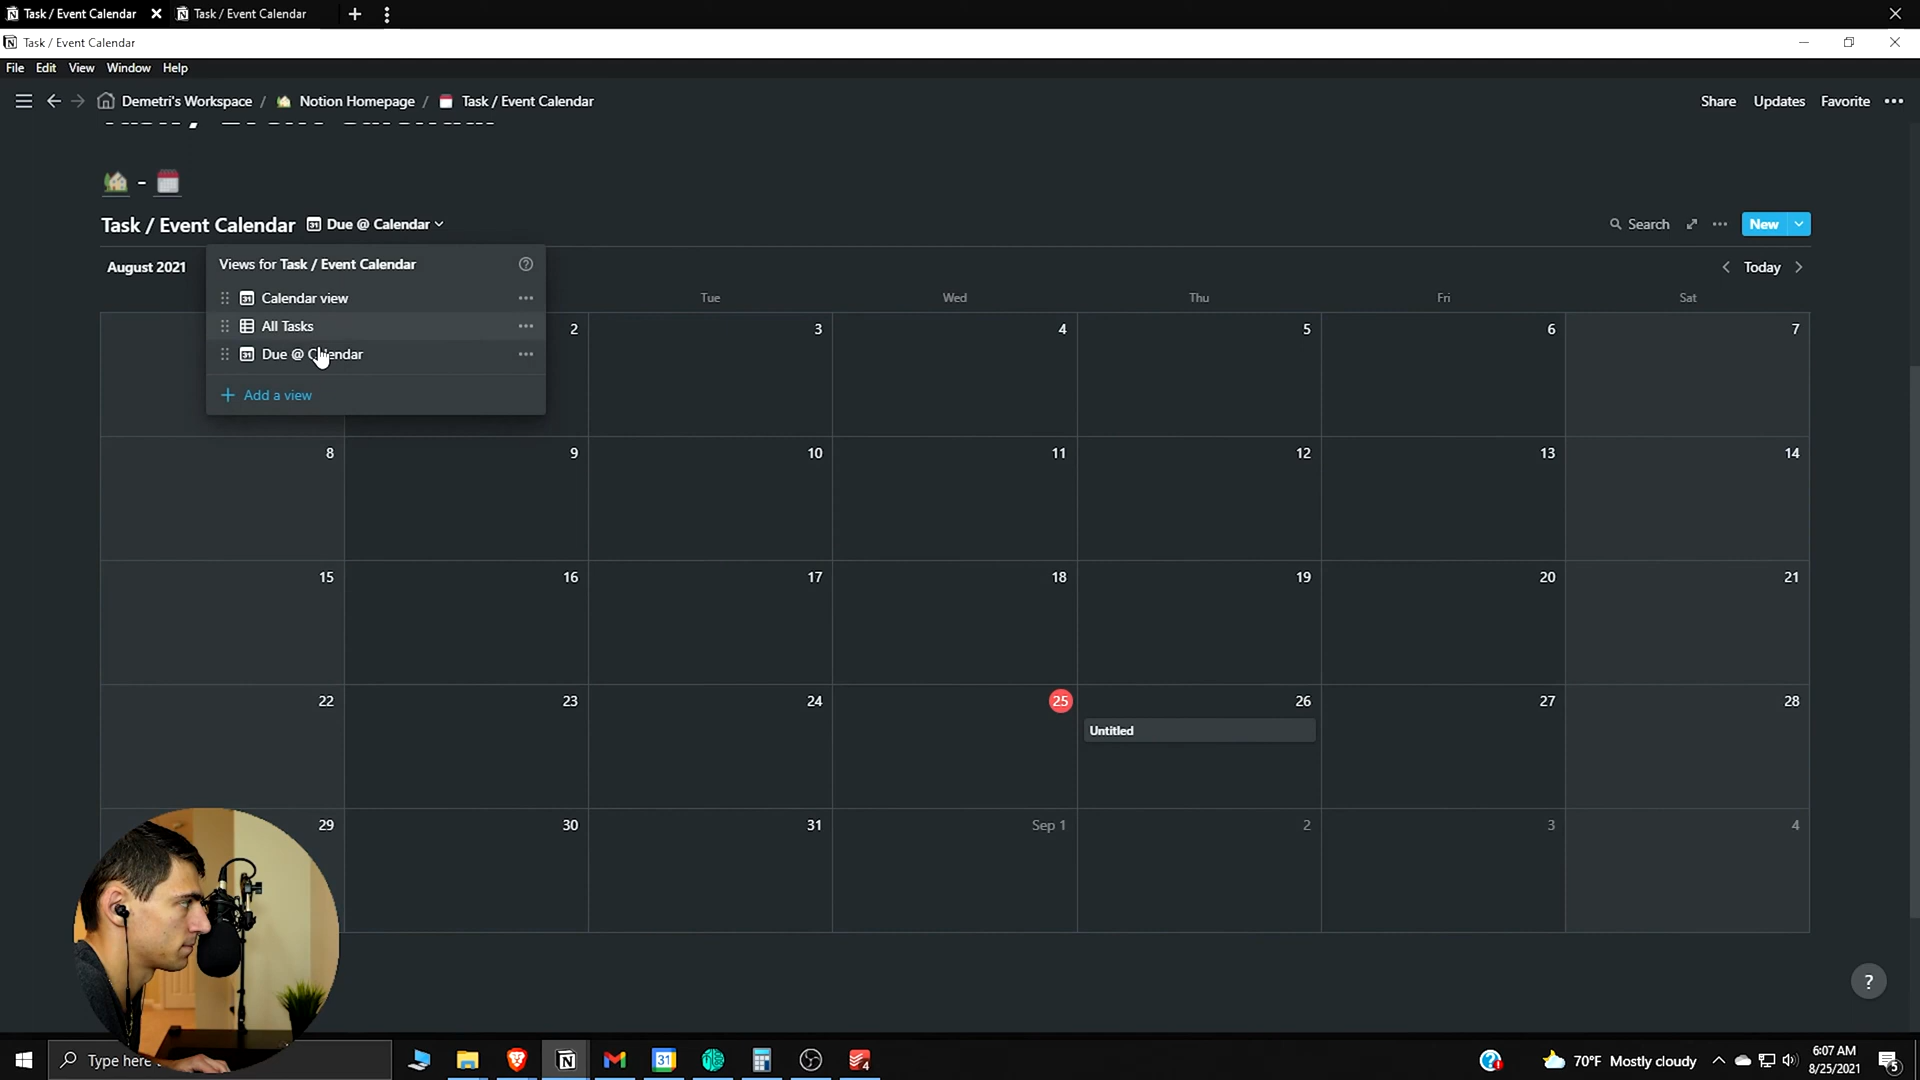 Task / Event Calendar
Task / Event Calendar
Task / Event Calendar
File Edit View Window Help
Demetri's Workspace / Notion Homepage / Task / Event Calendar
Share Updates Favorite
-
Task / Event Calendar Due @ Calendar
Search New
August 2021
Today
Views for Task / Event Calendar
Calendar view
All Tasks
Due @ Calendar
Add a view
Tue Wed Thu Fri Sat
2 3 4 5 6 7
8 9 10 11 12 13 14
15 16 17 18 19 20 21
22 23 24 25 26 27 28
Untitled
29 30 31 Sep 1 2 3 4
?
Type here
31
4
70°F Mostly cloudy
6:07 AM
8/25/2021
5